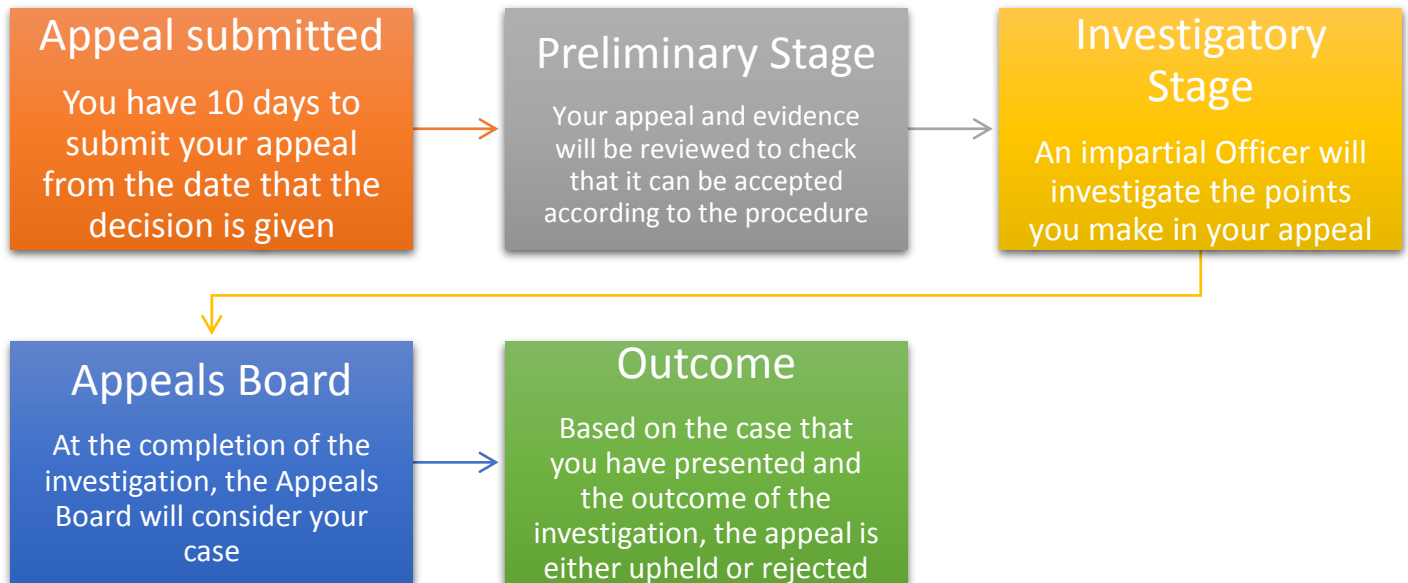 Appeal submitted
You have 10 days to
submit your appeal
from the date that the
decision is given
Preliminary Stage
Your appeal and evidence
will be reviewed to check
that it can be accepted
according to the procedure
Investigatory
Stage
An impartial Officer will
investigate the points
you make in your appeal
Appeals Board
At the completion of the
investigation, the Appeals
Board will consider your
case
Outcome
Based on the case that
you have presented and
the outcome of the
investigation, the appeal is
either upheld or rejected